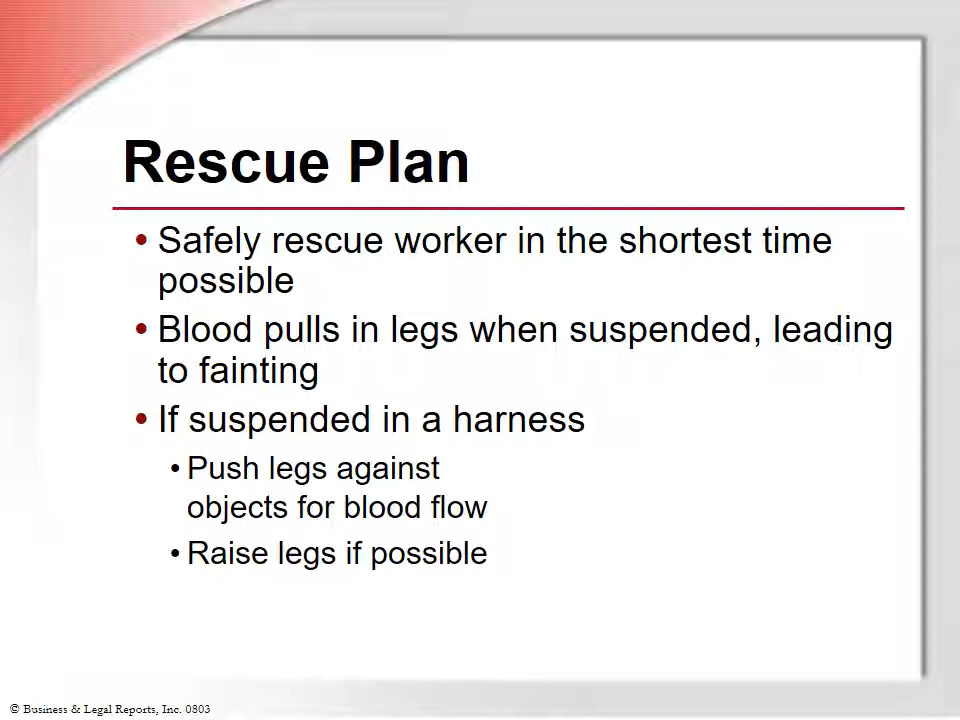 Rescue Plan
• Safely rescue worker in the shortest time
possible
• Blood pulls in legs when suspended, leading
to fainting
• If suspended in a harness
• Push legs against
objects for blood flow
• Raise legs if possible
© Business & Legal Reports, Inc. 0803